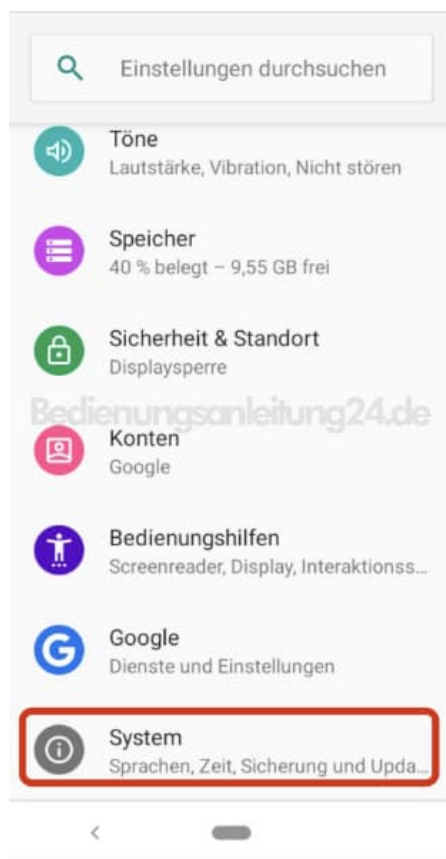 Einstellungen durchsuchen
Töne
Lautstärke, Vibration, Nicht stören
Speicher
40 % belegt – 9,55 GB frei
Sicherheit & Standort
Displaysperre
Bedienungsanleitung24.de
Konten
Google
Bedienungshilfen
Screenreader, Display, Interaktionss...
Google
Dienste und Einstellungen
System
Sprachen, Zeit, Sicherung und Upda...